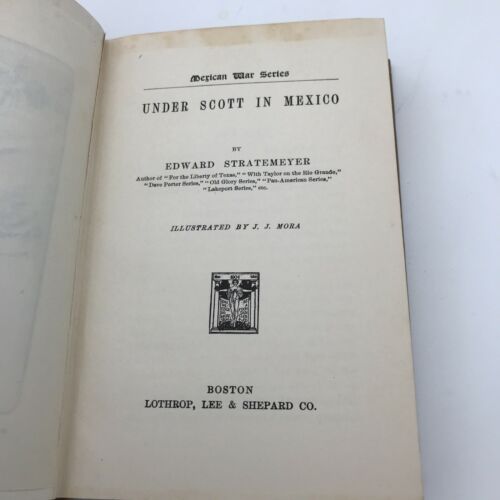 Mexican War Series
UNDER SCOTT IN MEXICO
BY
EDWARD STRATEMEYER
Author of "For the Liberty of Texas," "With Taylor on the Rio Grande,"
"Dave Porter Series," "Old Glory Series," "Pan-American Series,"
"Lakeport Series," etc.
ILLUSTRATED BY J. J. MORA
BOSTON
LOTHROP, LEE & SHEPARD CO.